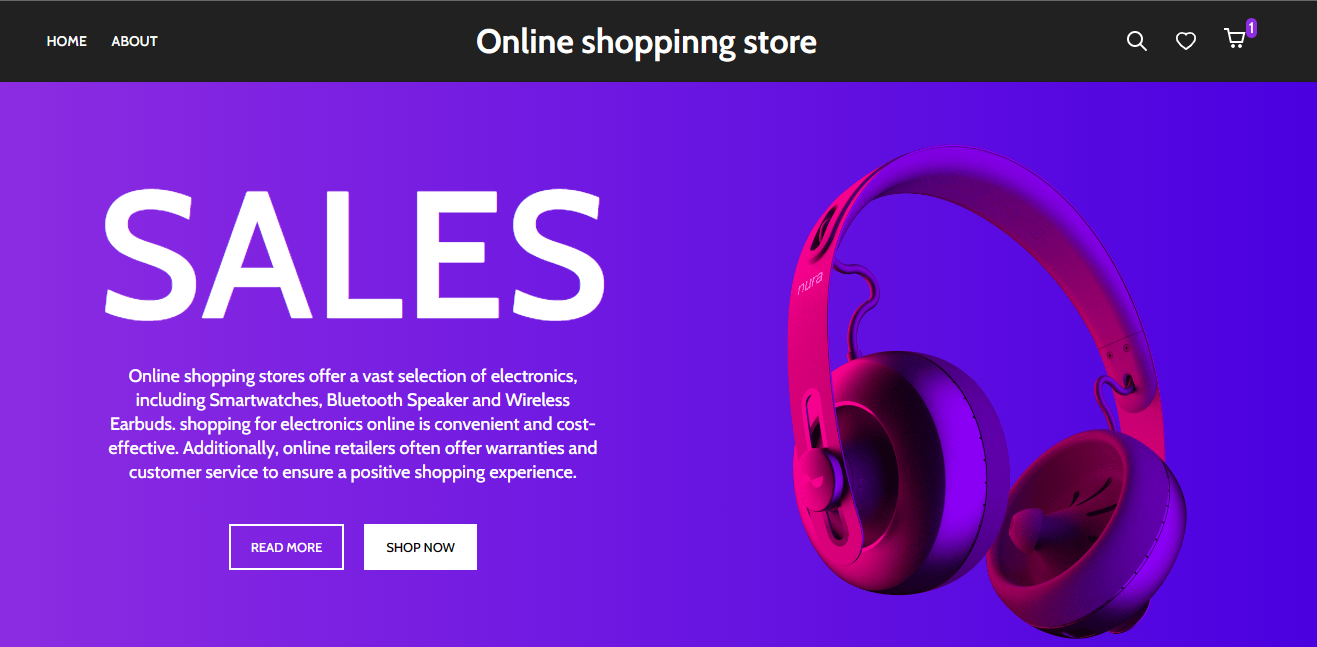 HOME ABOUT Online shoppinng store 1
SALES
nura
Online shopping stores offer a vast selection of electronics,
including Smartwatches, Bluetooth Speaker and Wireless
Earbuds. shopping for electronics online is convenient and cost-
effective. Additionally, online retailers often offer warranties and
customer service to ensure a positive shopping experience.
READ MORE SHOP NOW